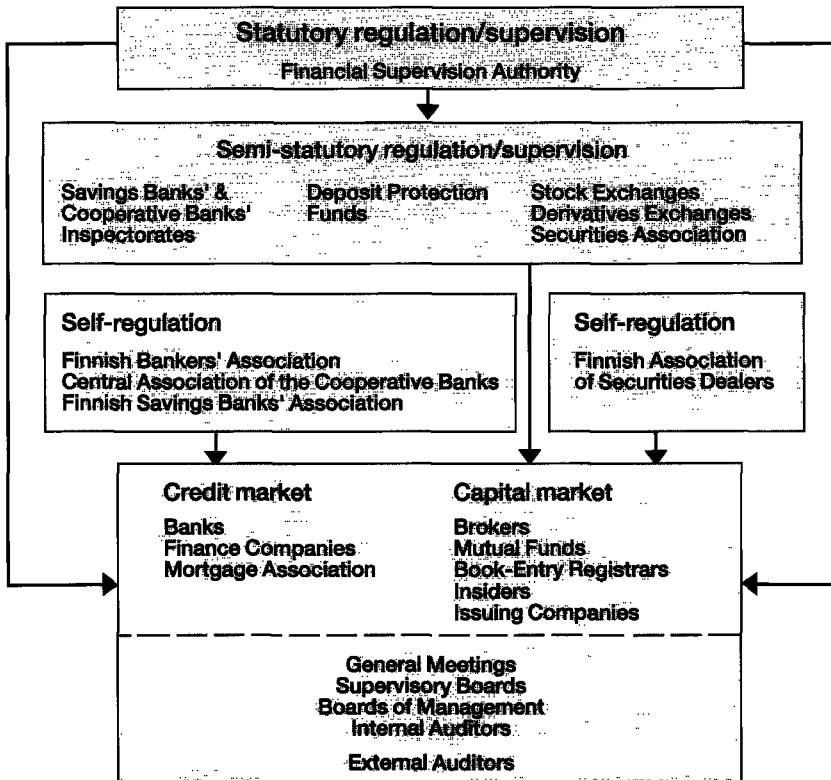 Statutory regulation/supervision
Financial Supervision Authority
Semi-statutory regulation/supervision
Savings Banks' &
Cooperative Banks'
Inspectorates
Deposit Protection
Funds
Stock Exchanges
Derivatives Exchanges
Securities Association
Self-regulation
Finnish Bankers' Association
Central Association of the Cooperative Banks
Finnish Savings Banks' Association
Self-regulation
Finnish Association
of Securities Dealers
Credit market
Banks
Finance Companies
Mortgage Association
Capital market
Brokers
Mutual Funds
Book-Entry Registrars
Insiders
Issuing Companies
General Meetings
Supervisory Boards
Boards of Management
Internal Auditors
External Auditors